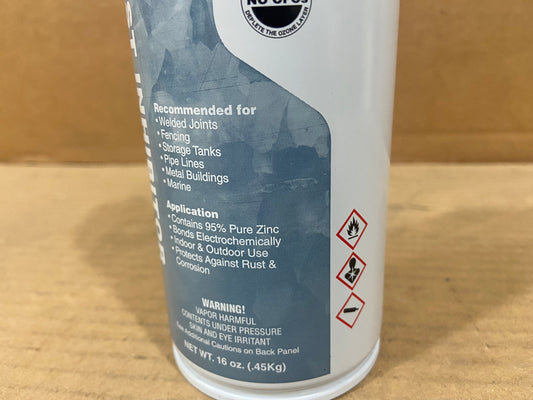 No CFCs
DEPLETE THE OZONE LAYER
ST INHIBITOR
Recommended for
• Welded Joints
• Fencing
• Storage Tanks
• Pipe Lines
• Metal Buildings
• Marine
Application
• Contains 95% Pure Zinc
• Bonds Electrochemically
• Indoor & Outdoor Use
• Protects Against Rust &
Corrosion
WARNING!
VAPOR HARMFUL
CONTENTS UNDER PRESSURE
SKIN AND EYE IRRITANT
See Additional Cautions on Back Panel
NET WT. 16 oz. (.45Kg)